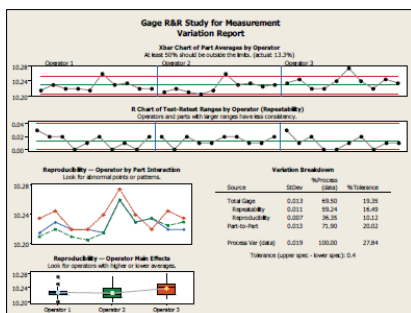 Gage R&R Study for Measurement
Variation Report
Xbar Chart of Part Averages by Operator
At least 50% should be outside the limits. (actual: 13.3%)
Operator 1 Operator 2 Operator 3
10.28
10.24
10.20
R Chart of Test-Retest Ranges by Operator (Repeatability)
Operators and parts with larger ranges have less consistency.
0.04
0.02
0.00
Reproducibility — Operator by Part Interaction
Look for abnormal points or patterns.
10.28
10.24
10.20
Reproducibility — Operator Main Effects
Look for operators with higher or lower averages.
10.28
10.24
10.20
Operator 1 Operator 2 Operator 3
Variation Breakdown
%Process
Source StDev (data) %Tolerance
Total Gage 0.013 69.50 19.35
Repeatability 0.011 59.24 16.49
Reproducibility 0.007 36.35 10.12
Part-to-Part 0.013 71.90 20.02
Process Var (data) 0.019 100.00 27.84
Tolerance (upper spec - lower spec): 0.4